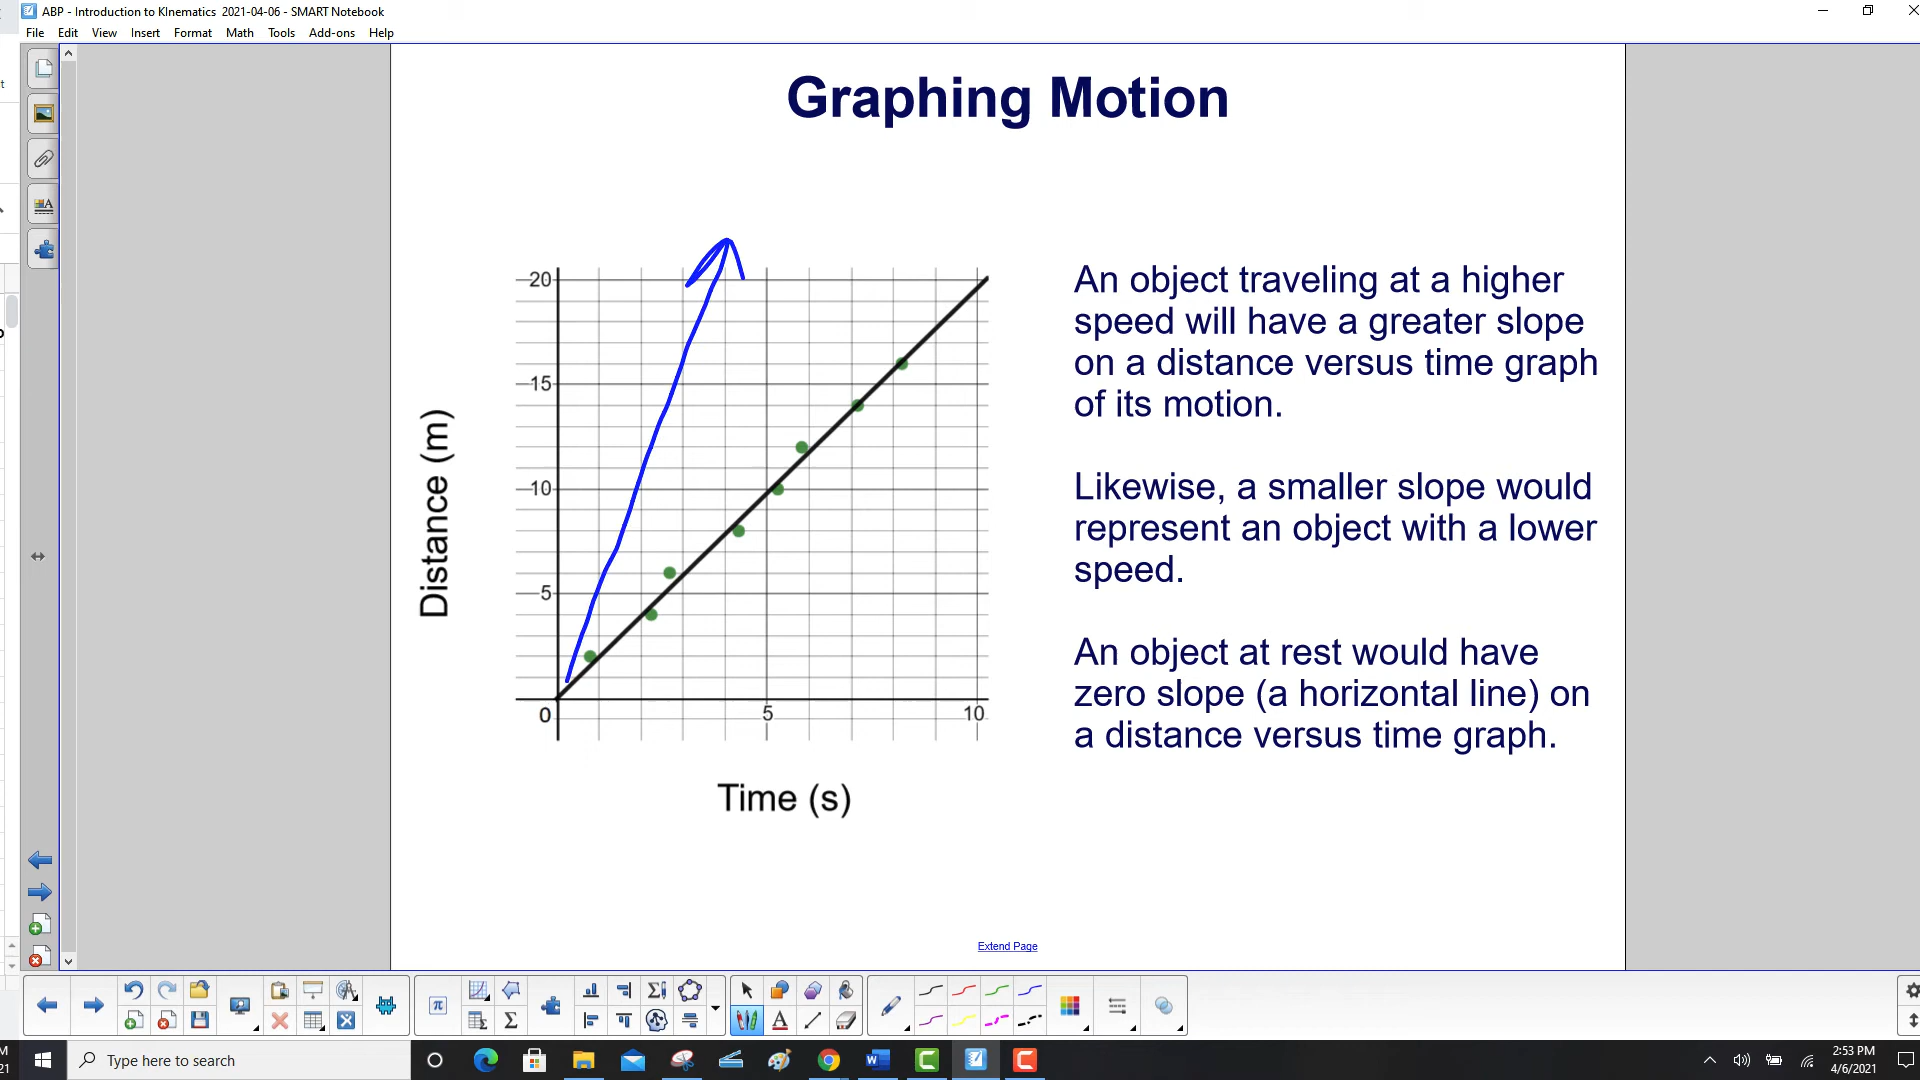 ABP - Introduction to KInematics 2021-04-06 - SMART Notebook
File Edit View Insert Format Math Tools Add-ons Help
Graphing Motion
20
15
10
5
0
5
10
Distance (m)
Time (s)
An object traveling at a higher
speed will have a greater slope
on a distance versus time graph
of its motion.
Likewise, a smaller slope would
represent an object with a lower
speed.
An object at rest would have
zero slope (a horizontal line) on
a distance versus time graph.
Extend Page
Type here to search
2:53 PM
4/6/2021